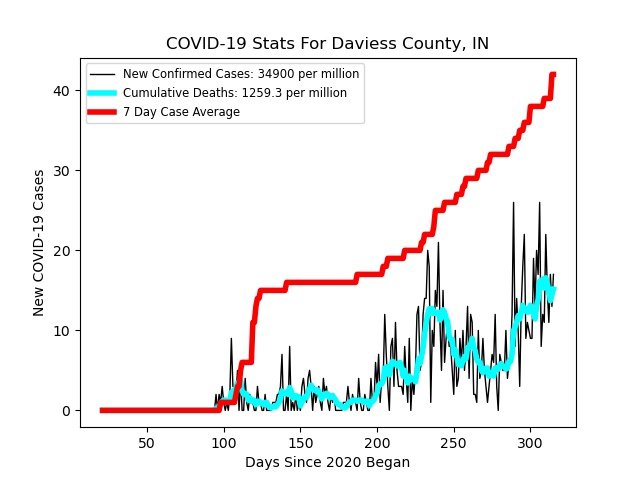 COVID-19 Stats For Daviess County, IN
New Confirmed Cases: 34900 per million
Cumulative Deaths: 1259.3 per million
7 Day Case Average
New COVID-19 Cases
40
30
20
10
0
50
100
150
200
250
300
Days Since 2020 Began